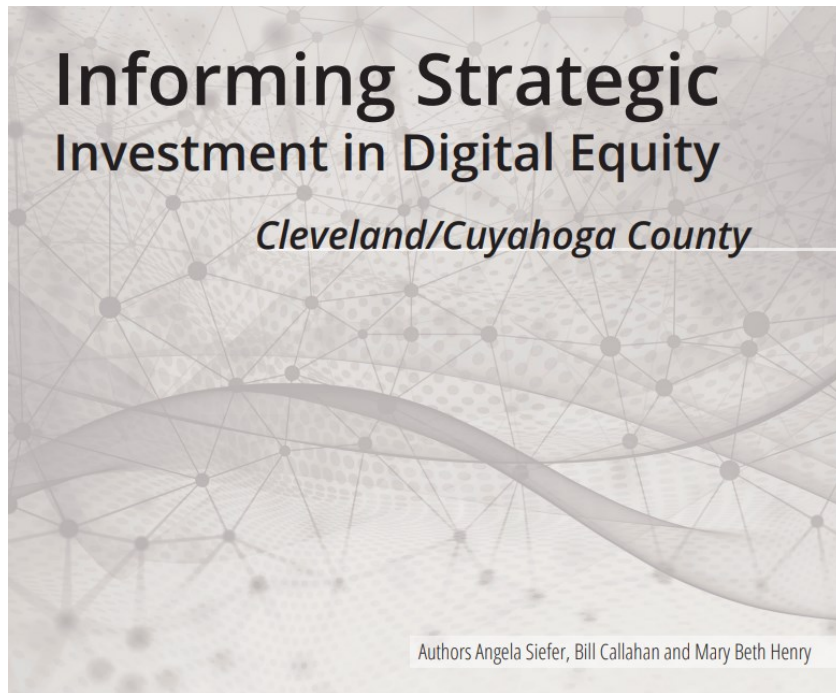 Informing Strategic
Investment in Digital Equity
Cleveland/Cuyahoga County
Authors Angela Siefer, Bill Callahan and Mary Beth Henry